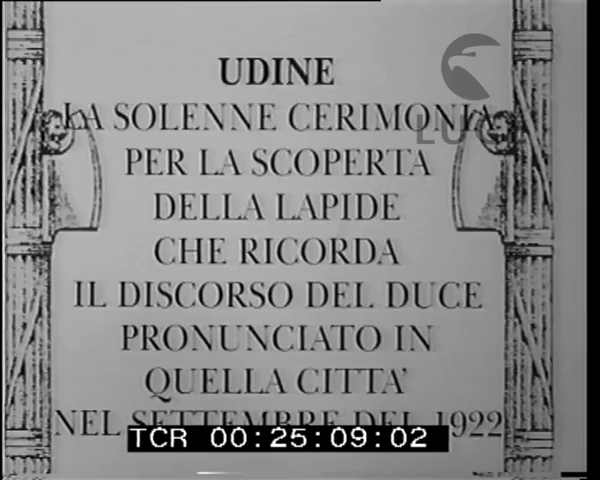 UDINE
LA SOLENNE CERIMONIA
PER LA SCOPERTA
DELLA LAPIDE
CHE RICORDA
IL DISCORSO DEL DUCE
PRONUNCIATO IN
QUELLA CITTA'
NEL SETTEMBRE DEL 1922
TCR 00:25:09:02